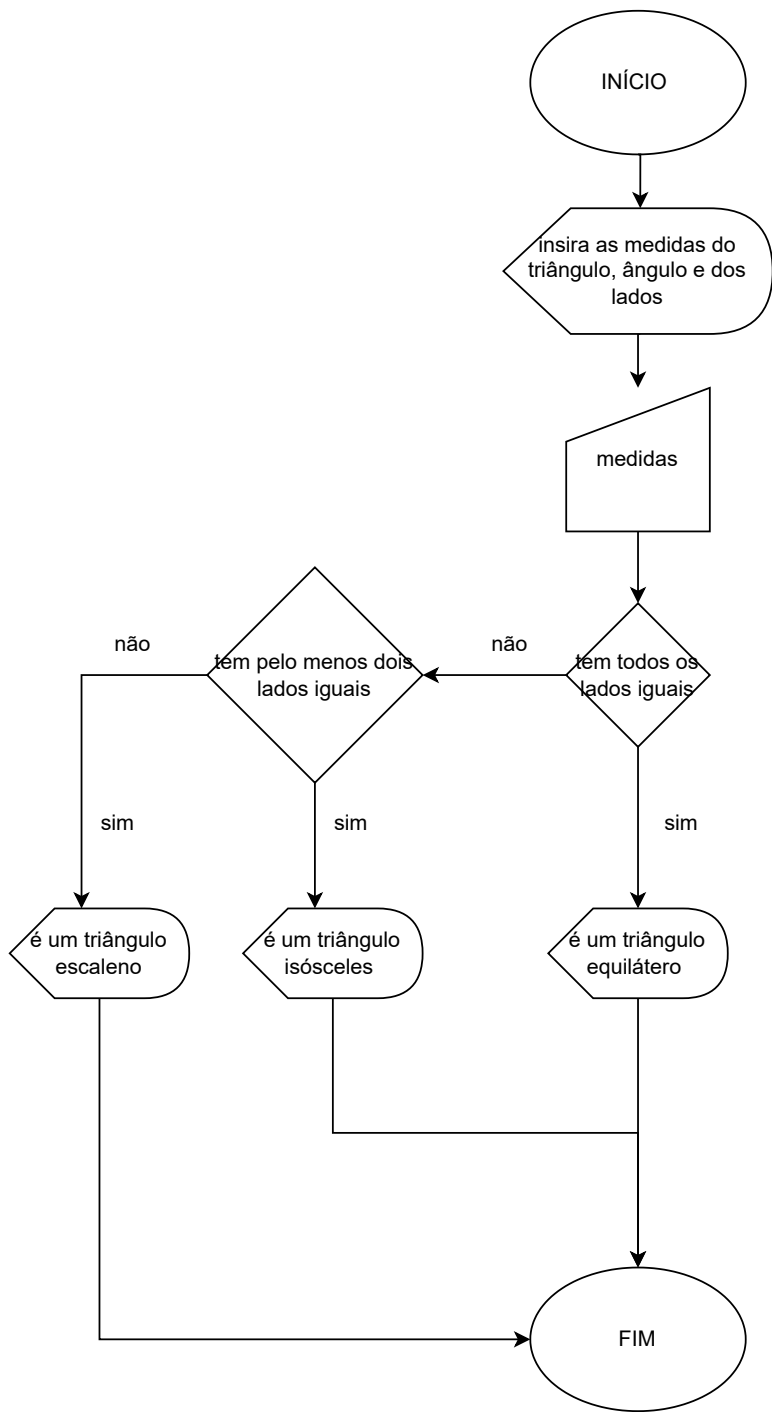 INÍCIO
insira as medidas do
triângulo, ângulo e dos
lados
medidas
não
não
tem pelo menos dois
lados iguais
tem todos os
lados iguais
sim
sim
sim
é um triângulo
escaleno
é um triângulo
isósceles
é um triângulo
equilátero
FIM